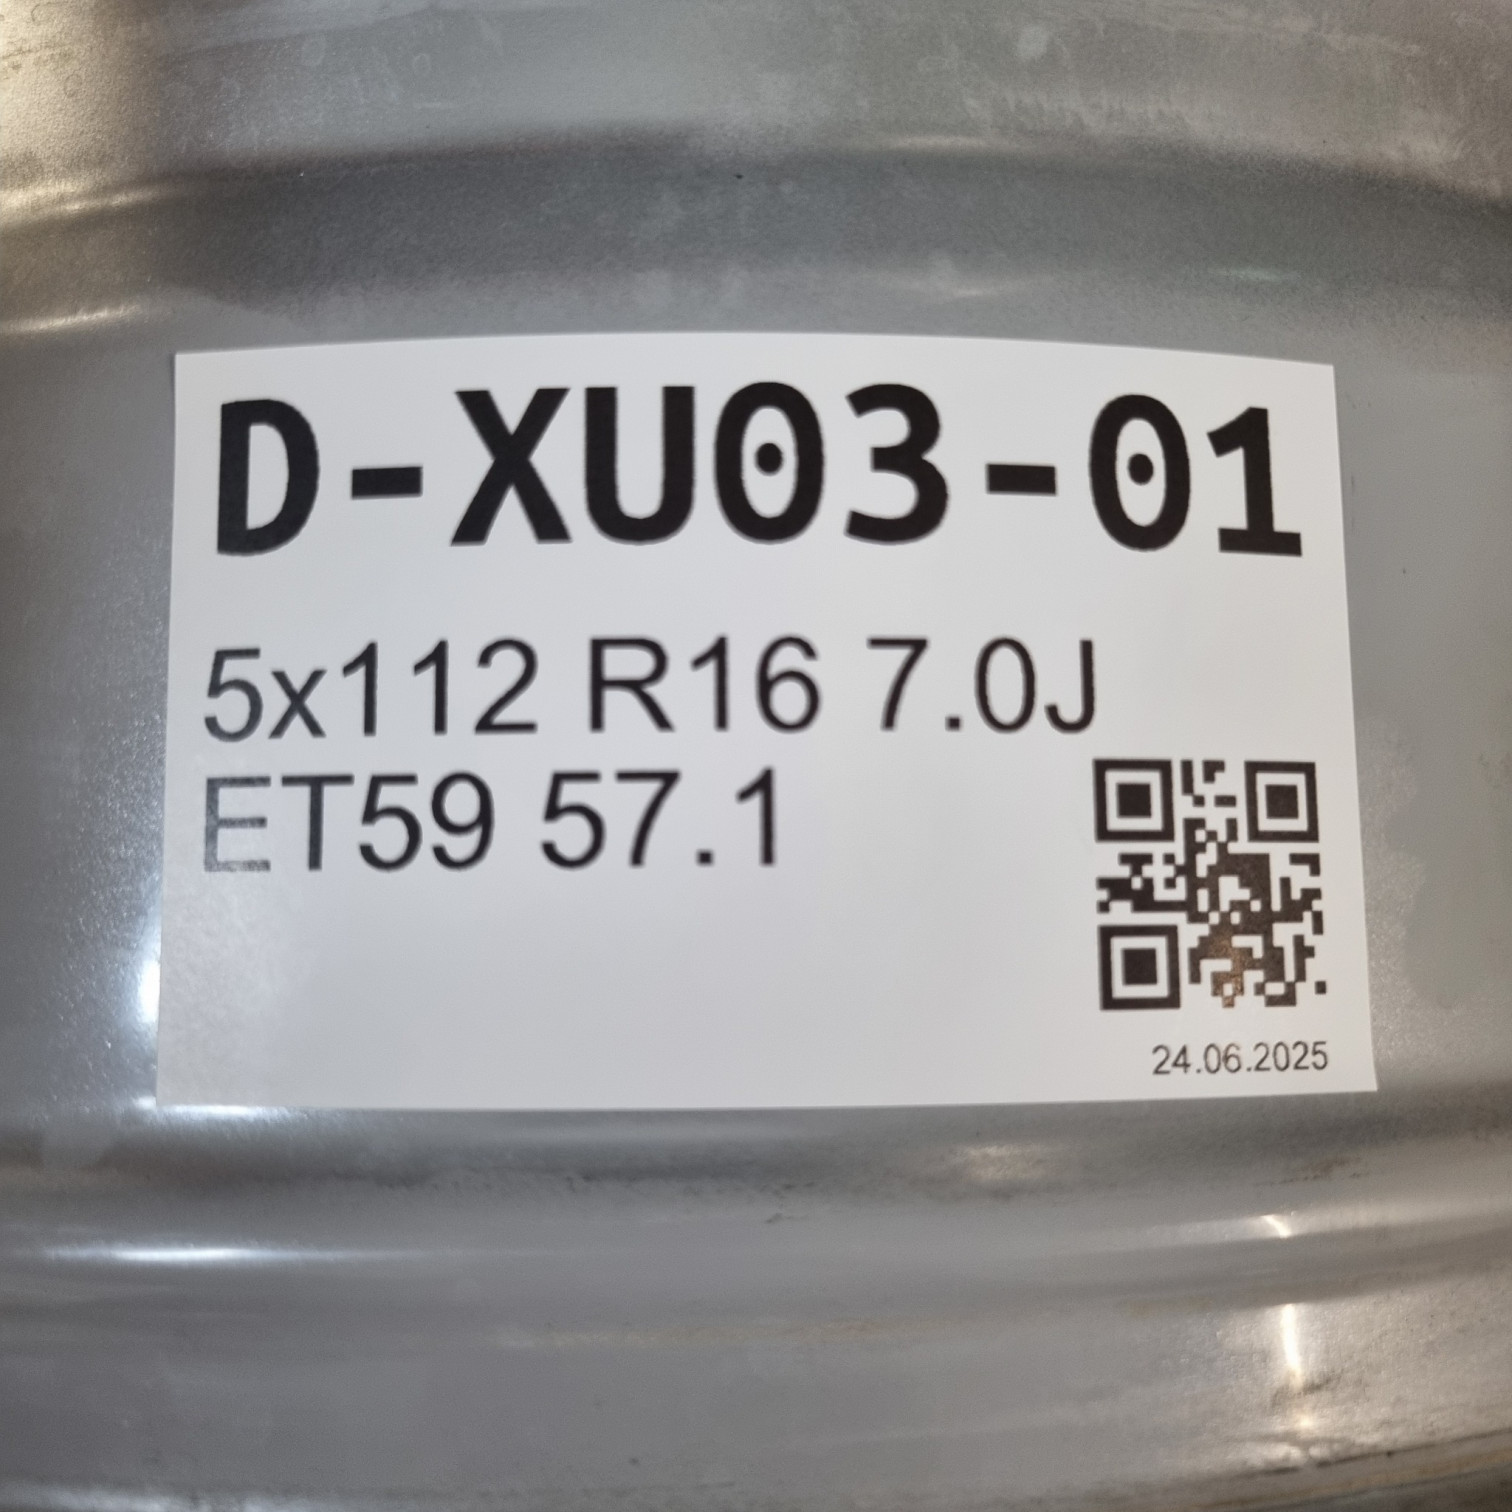 D-XU03-01
5x112 R16 7.0J
ET59 57.1
24.06.2025